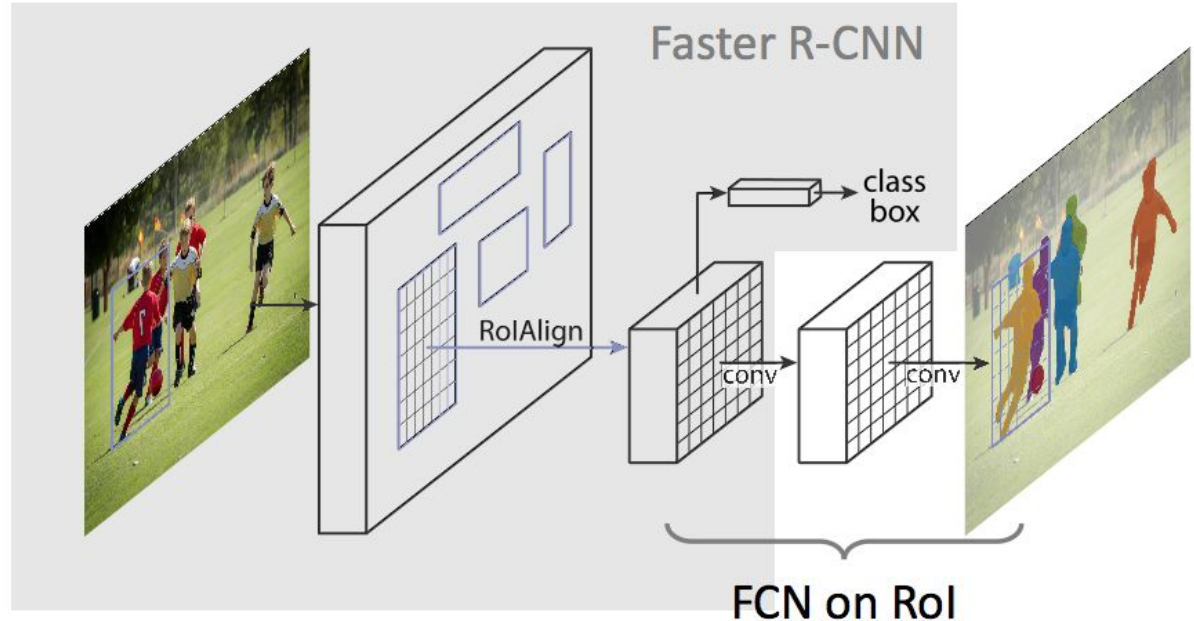 Faster R-CNN
class
box
RoIAlign
conv
conv
FCN on RoI